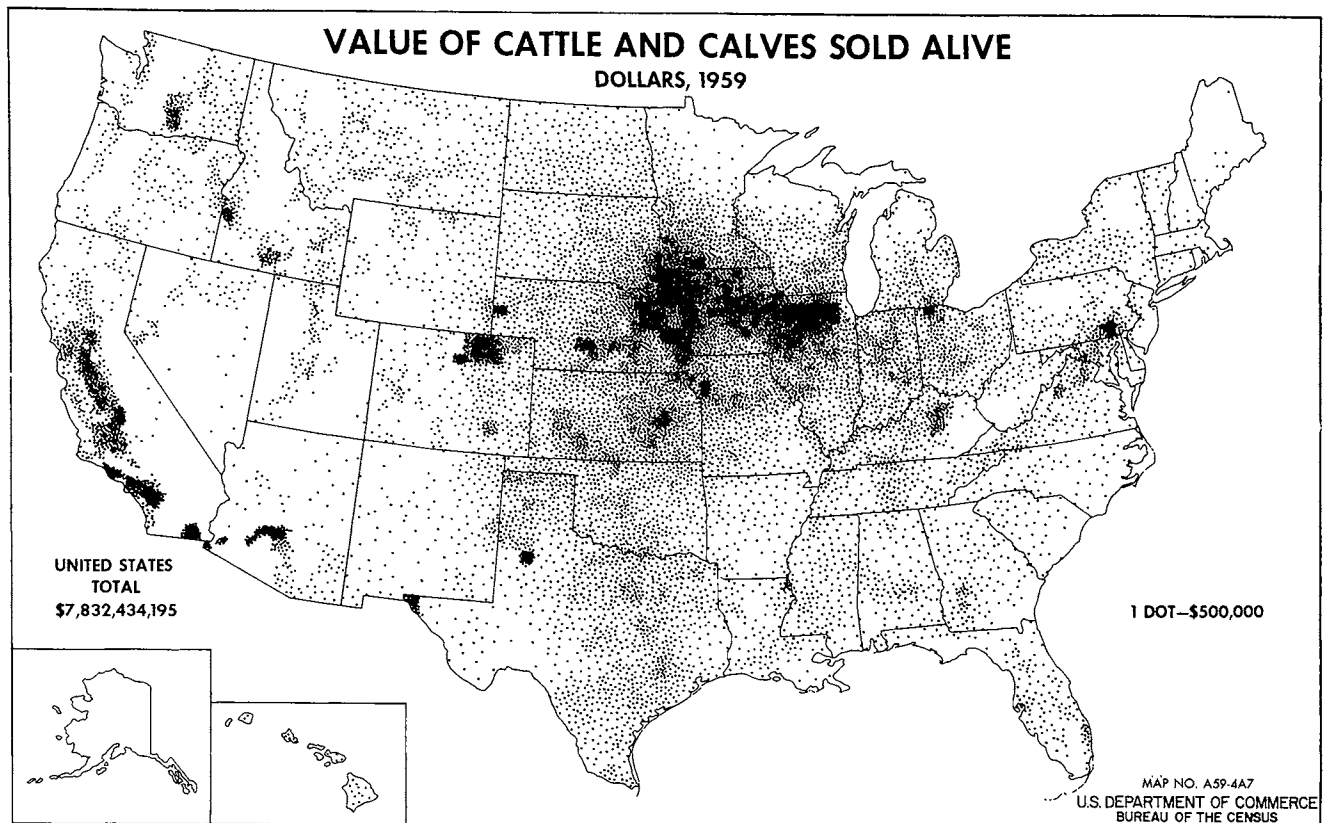 VALUE OF CATTLE AND CALVES SOLD ALIVE
DOLLARS, 1959
UNITED STATES
TOTAL
$7,832,434,195
1 DOT—$500,000
MAP NO. A59-4A7
U.S. DEPARTMENT OF COMMERCE
BUREAU OF THE CENSUS